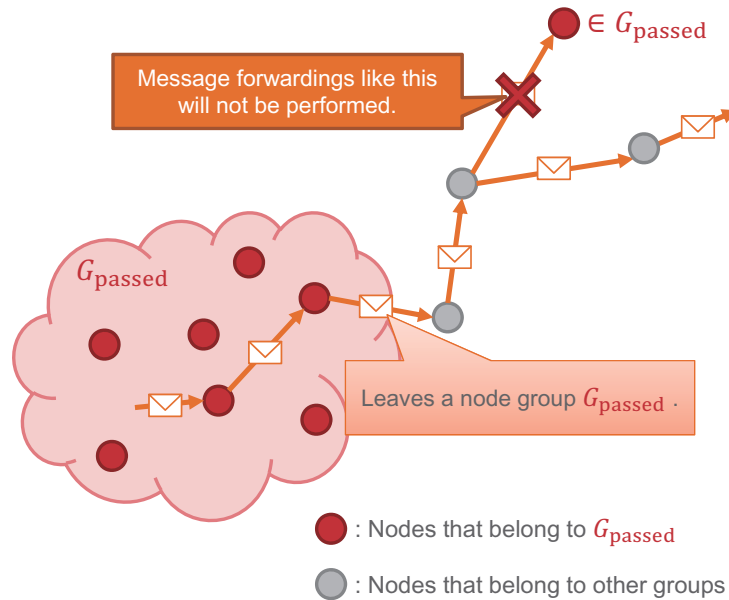 ∈ G_passed
Message forwardings like this
will not be performed.
G_passed
Leaves a node group G_passed .
: Nodes that belong to G_passed
: Nodes that belong to other groups